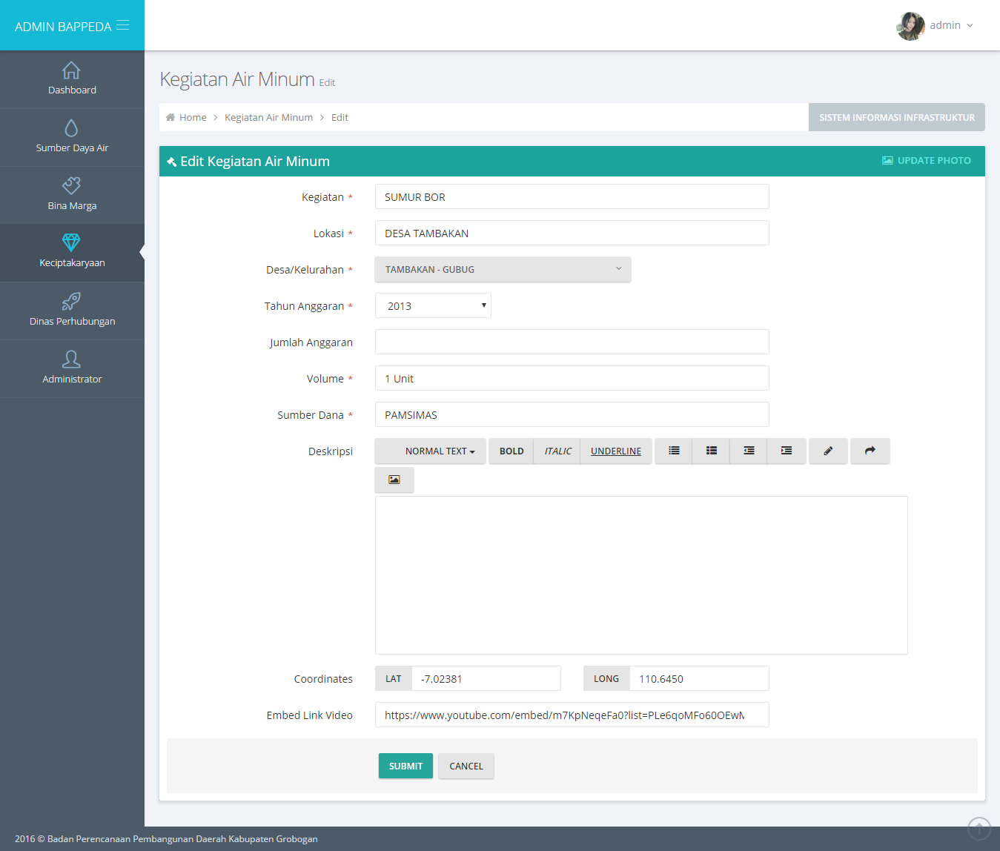 ADMIN BAPPEDA
admin
Dashboard
Sumber Daya Air
Bina Marga
Keciptakaryaan
Dinas Perhubungan
Administrator
Kegiatan Air Minum Edit
Home > Kegiatan Air Minum > Edit
SISTEM INFORMASI INFRASTRUKTUR
Edit Kegiatan Air Minum
UPDATE PHOTO
Kegiatan * SUMUR BOR
Lokasi * DESA TAMBAKAN
Desa/Kelurahan * TAMBAKAN - GUBUG
Tahun Anggaran * 2013
Jumlah Anggaran
Volume * 1 Unit
Sumber Dana * PAMSIMAS
Deskripsi NORMAL TEXT BOLD ITALIC UNDERLINE
Coordinates LAT -7.02381 LONG 110.6450
Embed Link Video https://www.youtube.com/embed/m7KpNeqeFa0?list=PLe6qoMFo60OEwM
SUBMIT CANCEL
2016 © Badan Perencanaan Pembangunan Daerah Kabupaten Grobogan